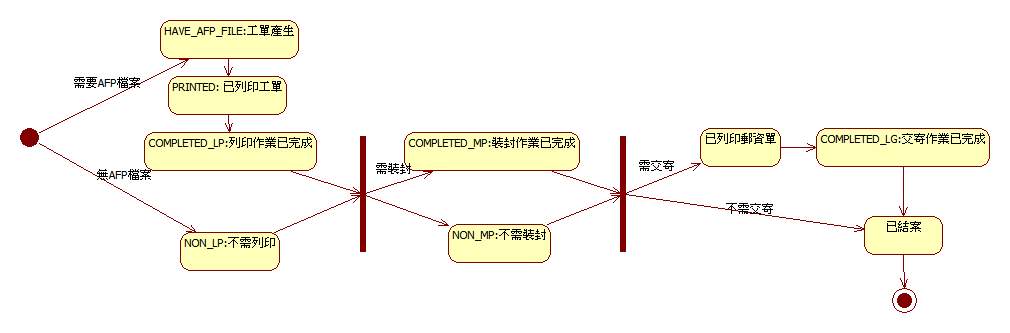 HAVE_AFP_FILE:工單產生
需要AFP檔案
PRINTED: 已列印工單
COMPLETED_LP:列印作業已完成
無AFP檔案
NON_LP:不需列印
需裝封
COMPLETED_MP:裝封作業已完成
NON_MP:不需裝封
需交寄
已列印郵資單
COMPLETED_LG:交寄作業已完成
不需交寄
已結案